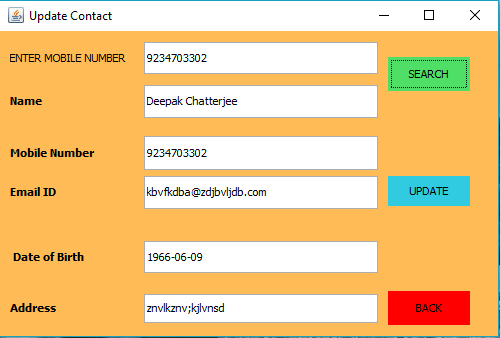 Update Contact
ENTER MOBILE NUMBER 9234703302 SEARCH
Name Deepak Chatterjee
Mobile Number 9234703302
Email ID kbvfkdba@zdjbvljdb.com UPDATE
Date of Birth 1966-06-09
Address znvlkznv;kjlvnsd BACK